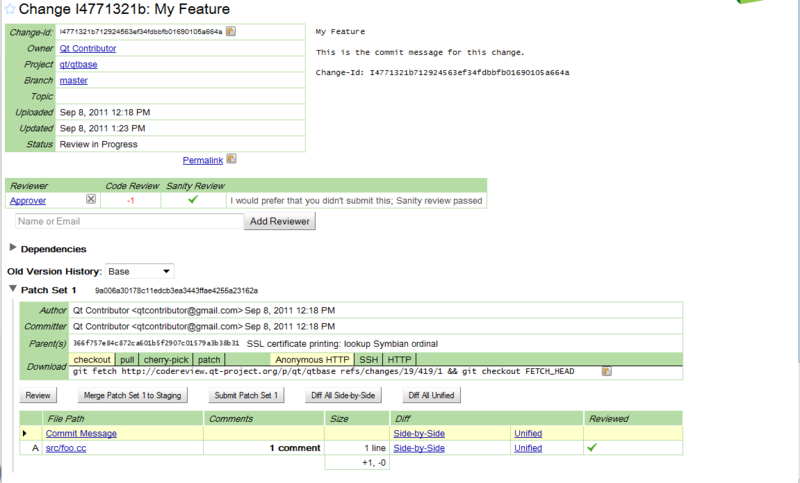 Change I4771321b: My Feature
Change-Id: I4771321b712924563ef34fdbbfb01690105a664a
Owner Qt Contributor
Project qt/qtbase
Branch master
Topic
Uploaded Sep 8, 2011 12:18 PM
Updated Sep 8, 2011 1:23 PM
Status Review in Progress
Permalink
My Feature
This is the commit message for this change.
Change-Id: I4771321b712924563ef34fdbbfb01690105a664a
Reviewer Code Review Sanity Review
Approver -1 I would prefer that you didn't submit this; Sanity review passed
Name or Email Add Reviewer
Dependencies
Old Version History: Base
Patch Set 1 9a006a30178c11edcb3ea3443ffae4255a23162a
Author Qt Contributor <qtcontributor@gmail.com> Sep 8, 2011 12:18 PM
Committer Qt Contributor <qtcontributor@gmail.com> Sep 8, 2011 12:18 PM
Parent(s) 366f757e84c872ca601b5f2907c01579a3b38b31 SSL certificate printing: lookup Symbian ordinal
checkout pull cherry-pick patch Anonymous HTTP SSH HTTP
Download git fetch http://codereview.qt-project.org/p/qt/qtbase refs/changes/19/419/1 && git checkout FETCH_HEAD
Review Merge Patch Set 1 to Staging Submit Patch Set 1 Diff All Side-by-Side Diff All Unified
File Path Comments Size Diff Reviewed
Commit Message Side-by-Side Unified
A src/foo.cc 1 comment 1 line Side-by-Side Unified
+1, -0